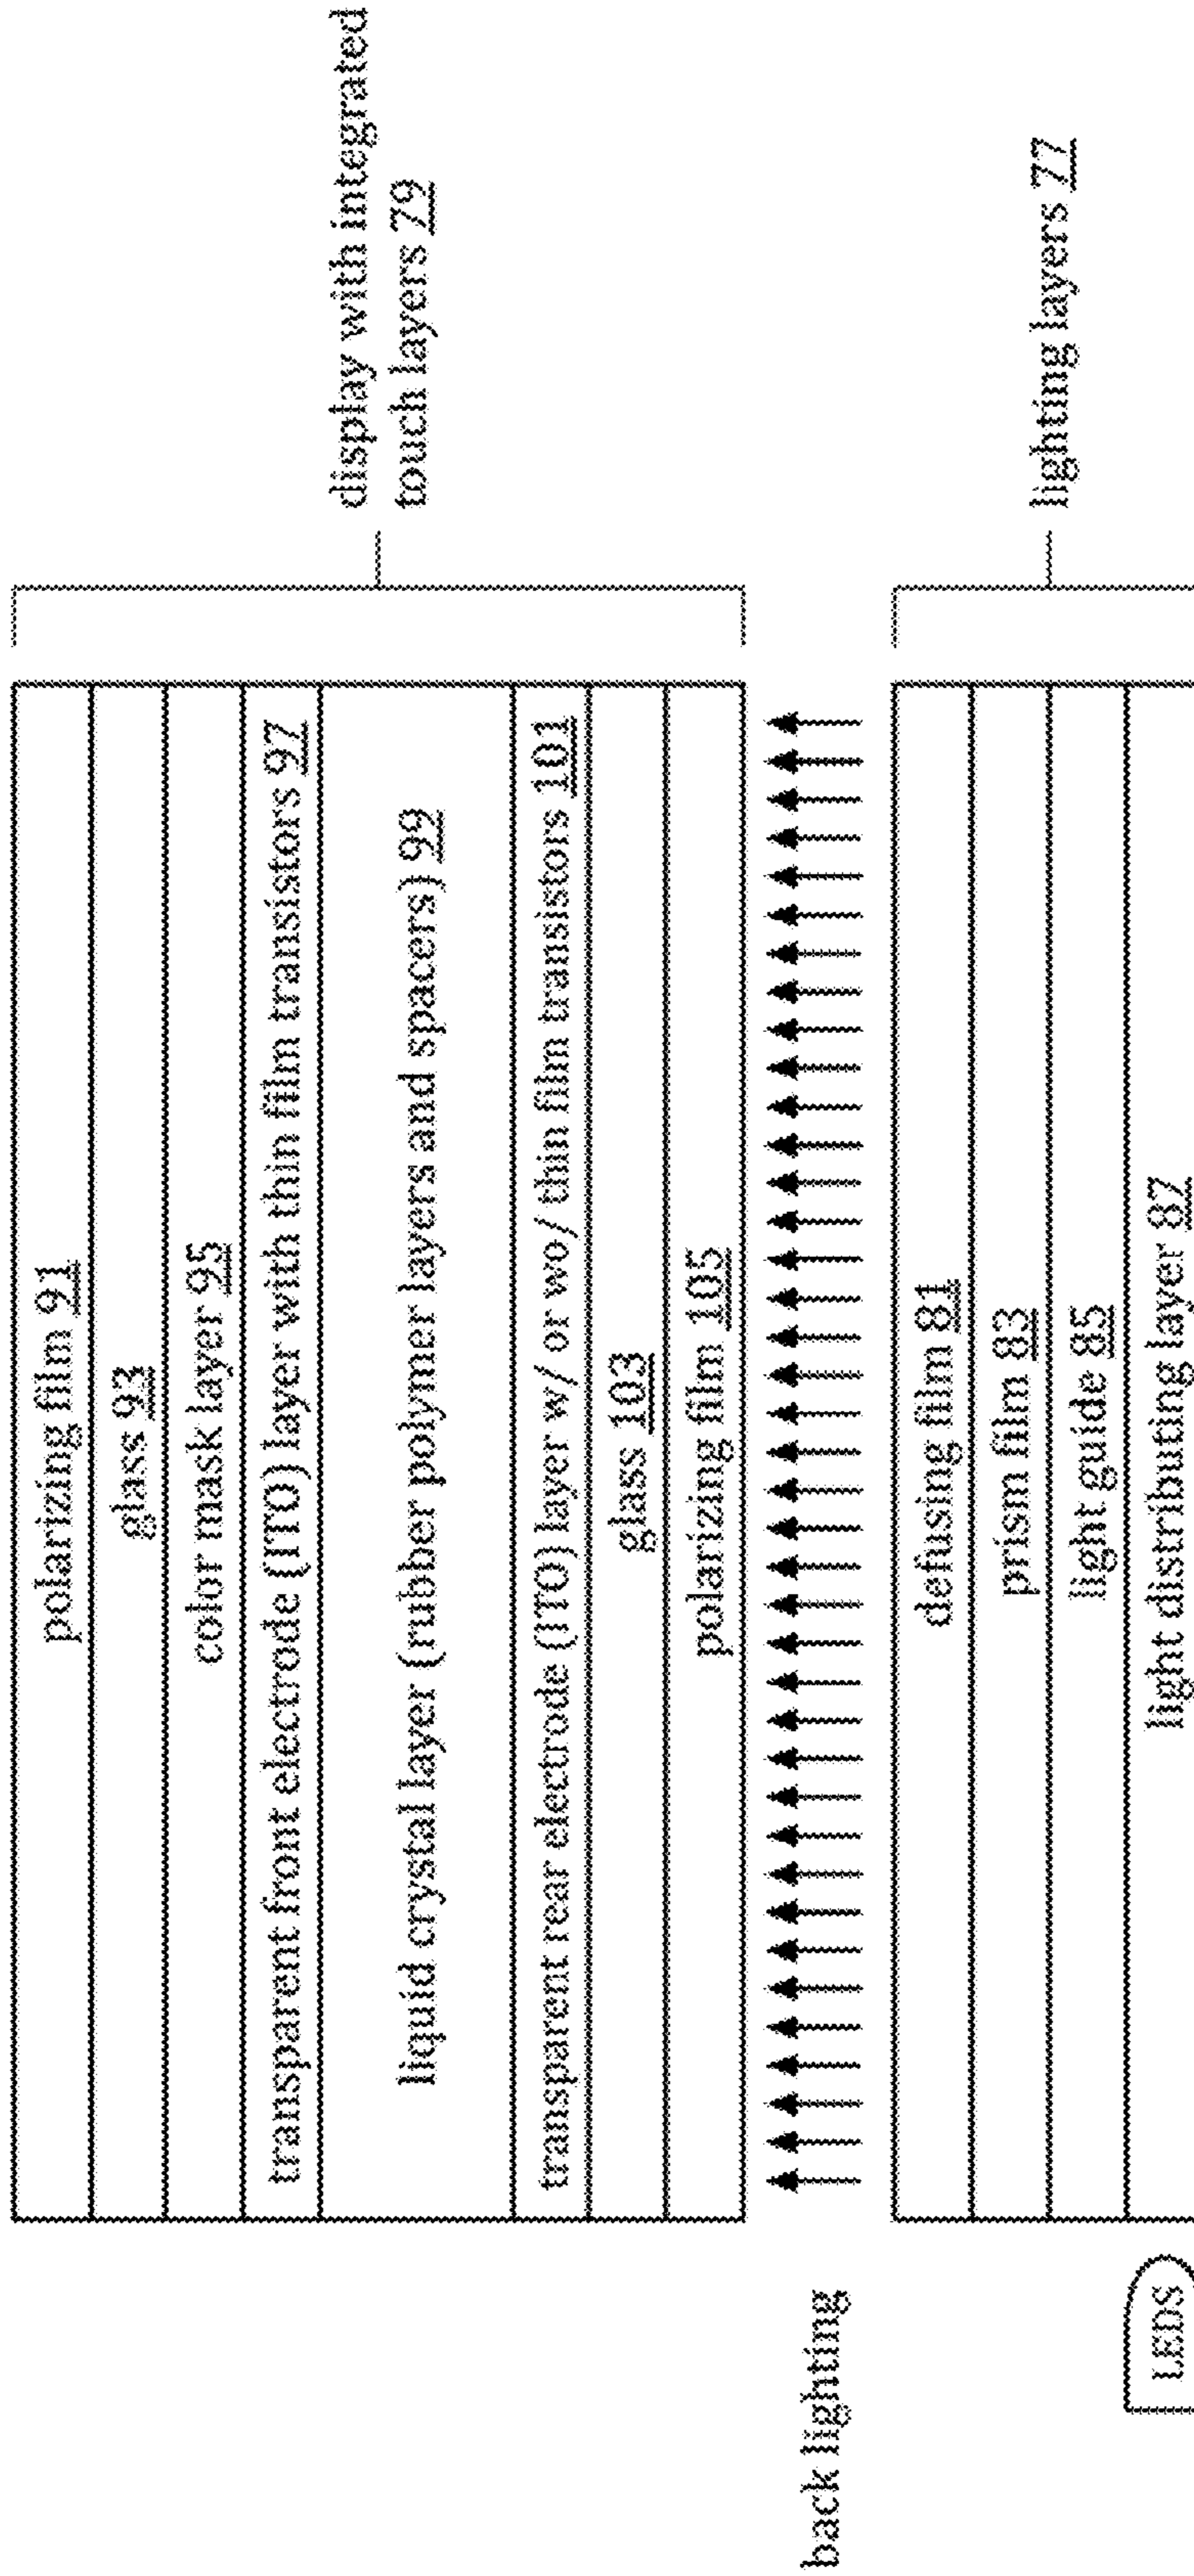 polarizing film 91
glass 93
color mask layer 95
transparent front electrode (ITO) layer with thin film transistors 97
liquid crystal layer (rubber polymer layers and spacers) 99
transparent rear electrode (ITO) layer w/ or wo/ thin film transistors 101
glass 103
polarizing film 105
display with integrated
touch layers 79
back lighting
defusing film 81
prism film 83
light guide 85
light distributing layer 87
lighting layers 77
LEDS